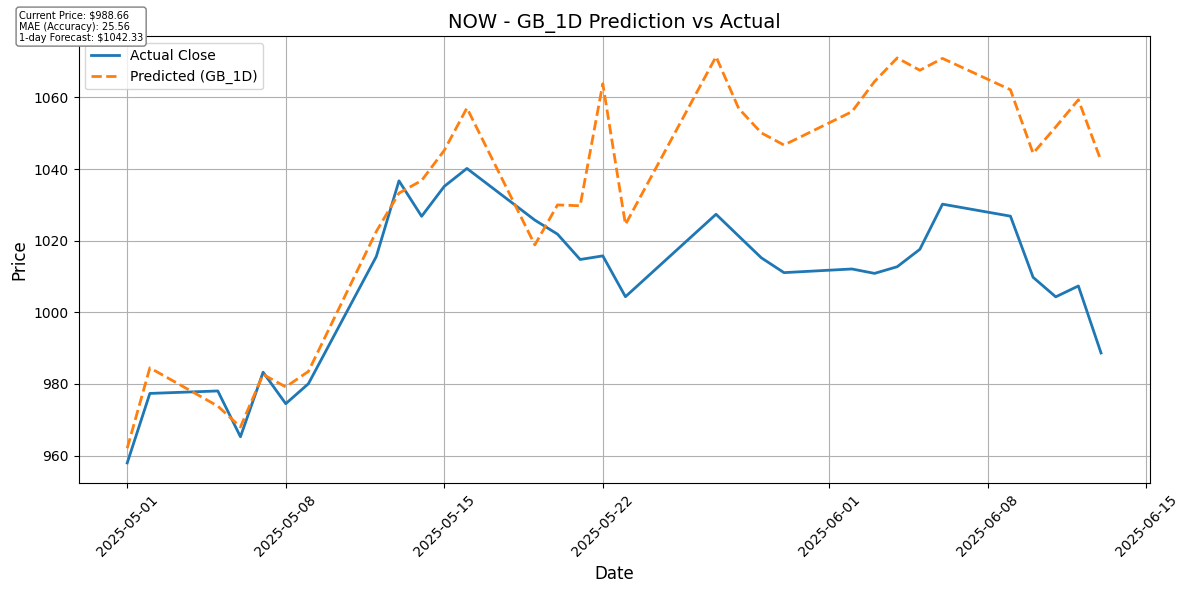 NOW - GB_1D Prediction vs Actual
Current Price: $988.66
MAE (Accuracy): 25.56
1-day Forecast: $1042.33
Actual Close
Predicted (GB_1D)
Price
1060
1040
1020
1000
980
960
2025-05-01
2025-05-08
2025-05-15
2025-05-22
2025-06-01
2025-06-08
2025-06-15
Date